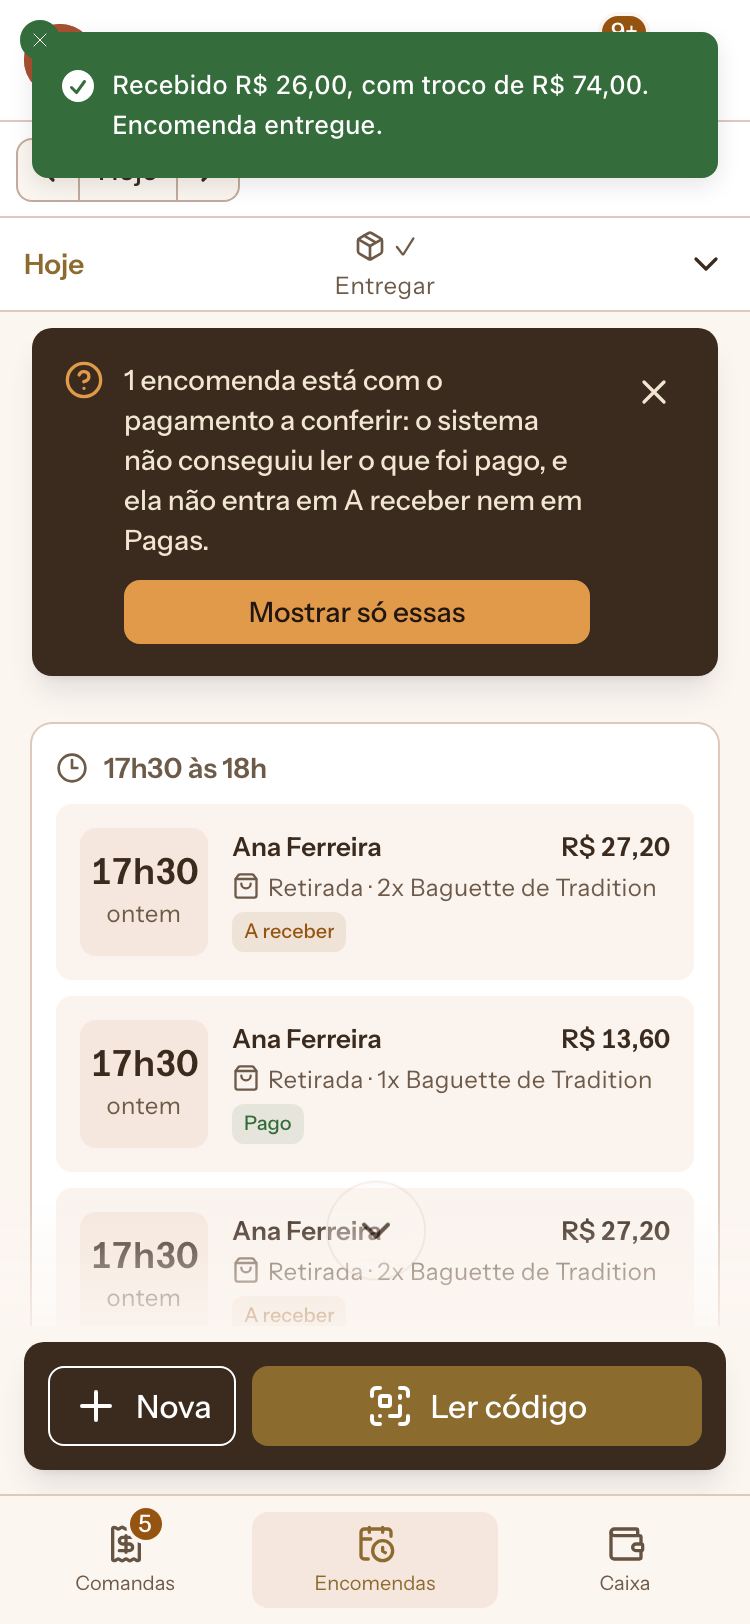 9+
Recebido R$ 26,00, com troco de R$ 74,00.
Encomenda entregue.
Hoje
Hoje
Entregar
1 encomenda está com o
pagamento a conferir: o sistema
não conseguiu ler o que foi pago, e
ela não entra em A receber nem em
Pagas.
Mostrar só essas
17h30 às 18h
17h30
ontem
Ana Ferreira
R$ 27,20
Retirada · 2x Baguette de Tradition
A receber
17h30
ontem
Ana Ferreira
R$ 13,60
Retirada · 1x Baguette de Tradition
Pago
17h30
ontem
Ana Ferreira
R$ 27,20
Retirada · 2x Baguette de Tradition
A receber
Nova
Ler código
5
Comandas
Encomendas
Caixa